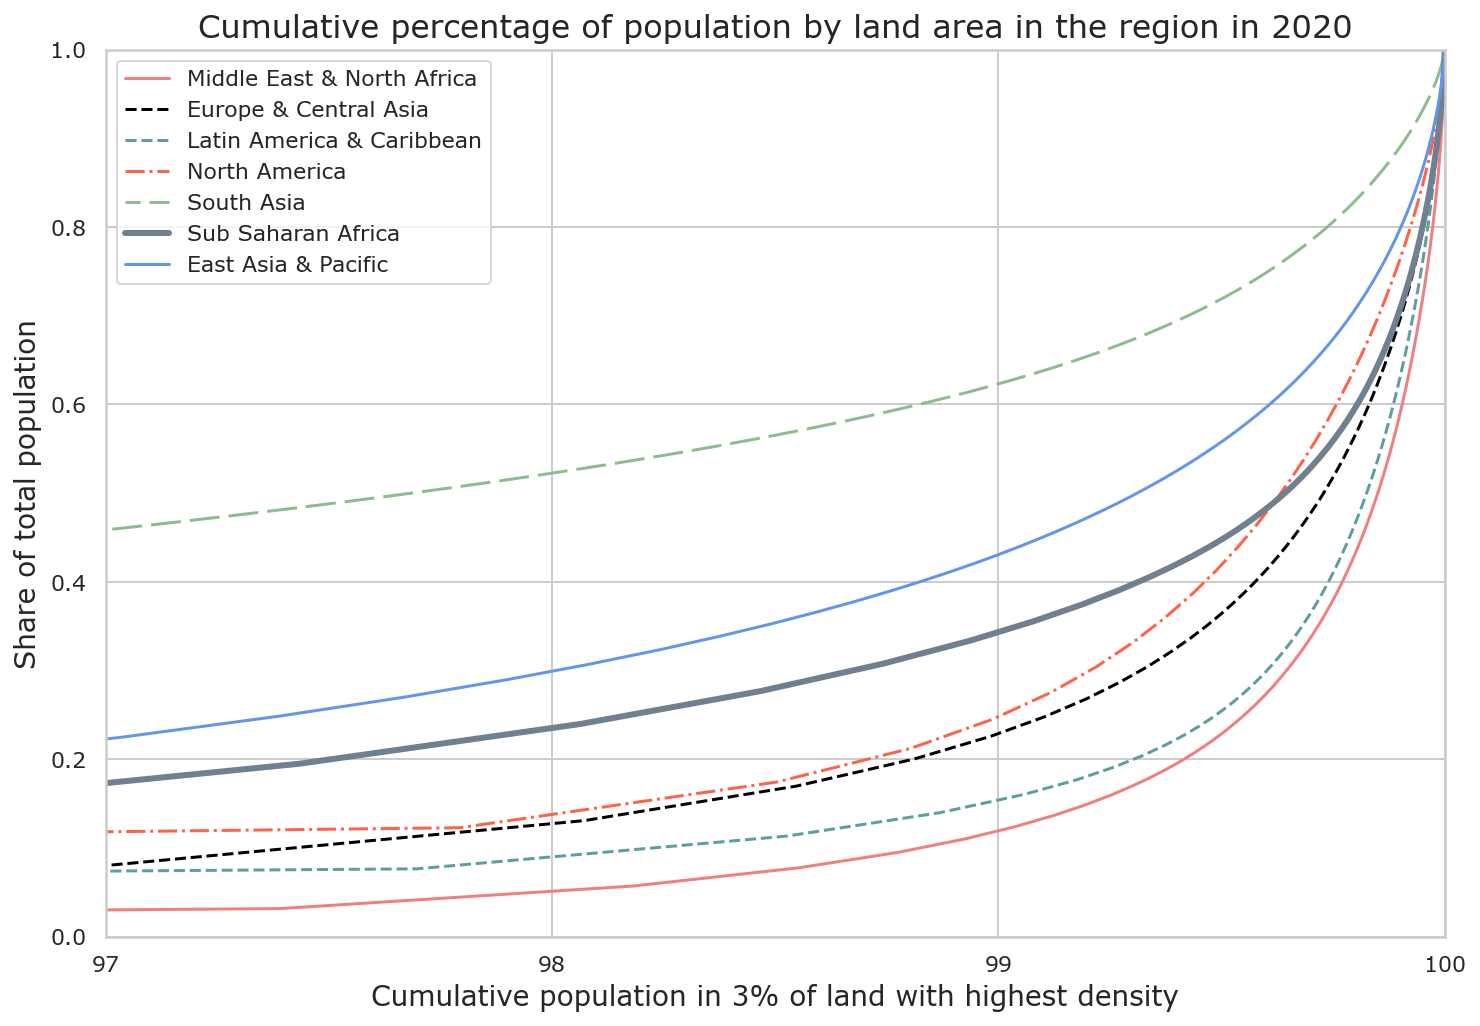 Cumulative percentage of population by land area in the region in 2020
1.0
Middle East & North Africa
Europe & Central Asia
Latin America & Caribbean
North America
South Asia
Sub Saharan Africa
East Asia & Pacific
0.8
0.6
0.4
0.2
0.0
Share of total population
97
98
99
100
Cumulative population in 3% of land with highest density